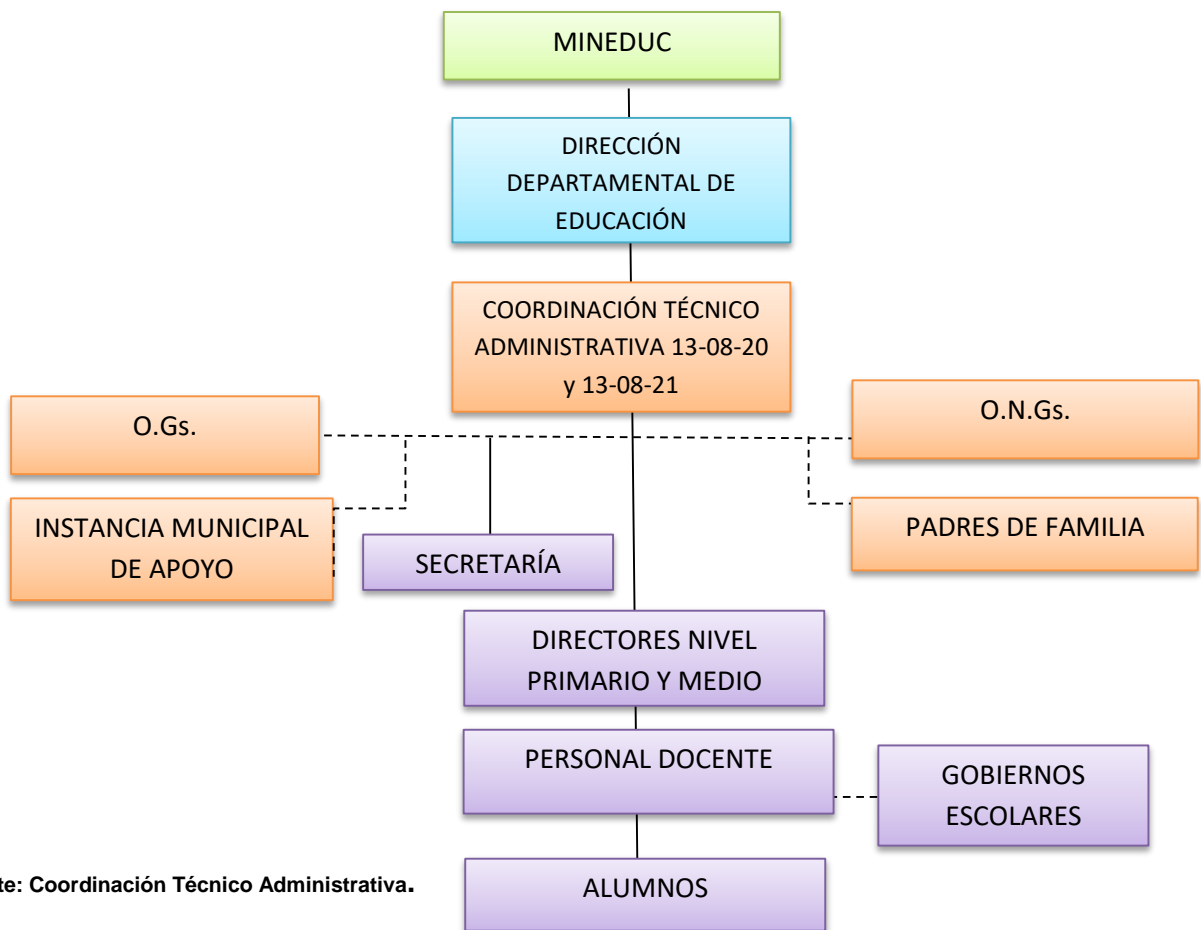 MINEDUC
DIRECCIÓN
DEPARTAMENTAL DE
EDUCACIÓN
COORDINACIÓN TÉCNICO
ADMINISTRATIVA 13-08-20
y 13-08-21
O.Gs.
O.N.Gs.
INSTANCIA MUNICIPAL
DE APOYO
PADRES DE FAMILIA
SECRETARÍA
DIRECTORES NIVEL
PRIMARIO Y MEDIO
PERSONAL DOCENTE
GOBIERNOS
ESCOLARES
ALUMNOS
te: Coordinación Técnico Administrativa.